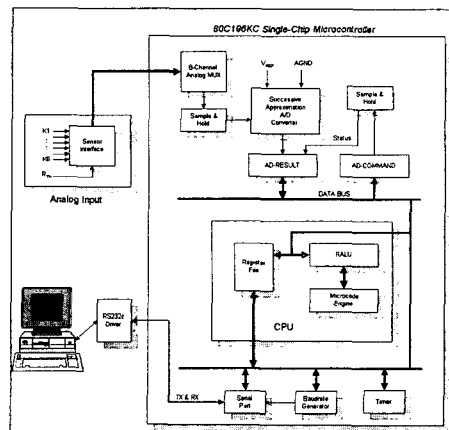 80C196KC Single-Chip Microcontroller
8-Channel
Analog MUX
VREF
AGND
Sample &
Hold
Successive
Approximation
A/D
Converter
Sample &
Hold
Status
AD-RESULT
AD-COMMAND
DATA BUS
K1
K8
Sensor
Interface
Analog Input
Register
File
RALU
Microcode
Engine
CPU
RS232c
Driver
TX & RX
Serial
Port
Baudrate
Generator
Timer